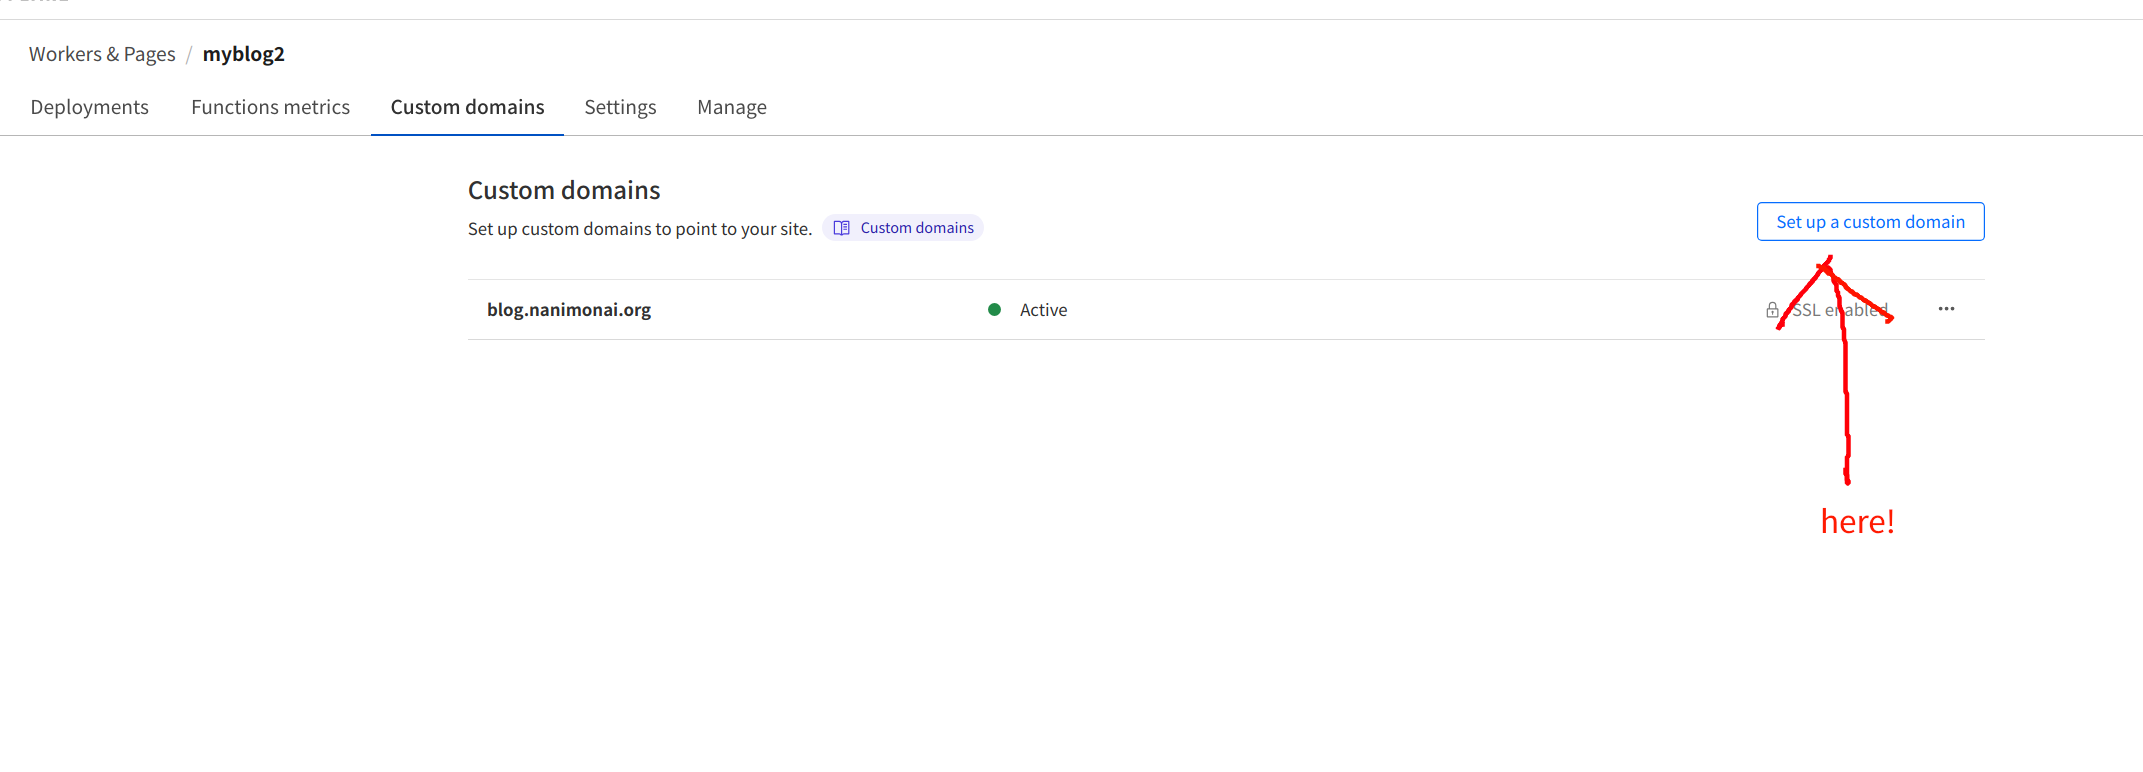 Workers & Pages / myblog2
Deployments Functions metrics Custom domains Settings Manage
Custom domains
Set up custom domains to point to your site. Custom domains
Set up a custom domain
blog.nanimonai.org Active SSL enabled ...
here!